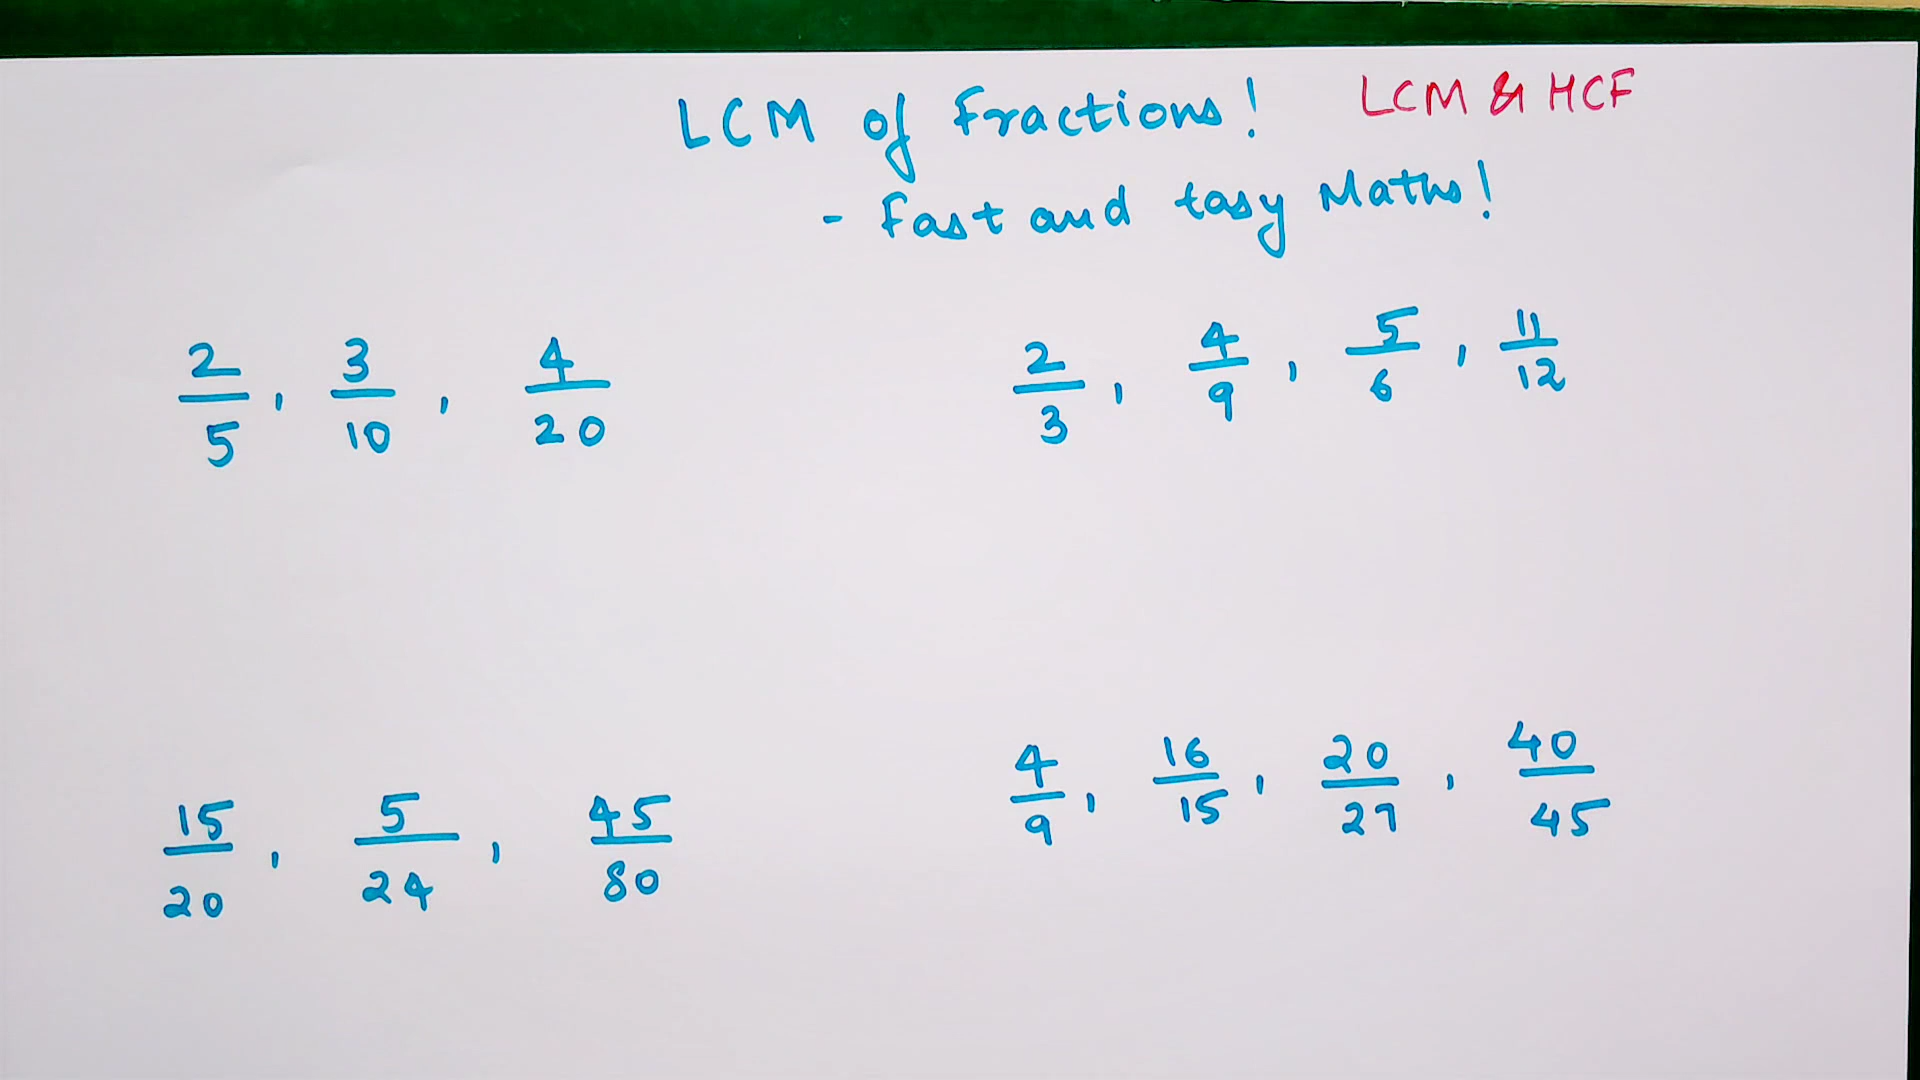 LCM of Fractions! LCM & HCF
- Fast and Easy Maths!
2/5, 3/10, 4/20
2/3, 4/9, 5/6, 11/12
15/20, 5/24, 45/80
4/9, 16/15, 20/27, 40/45